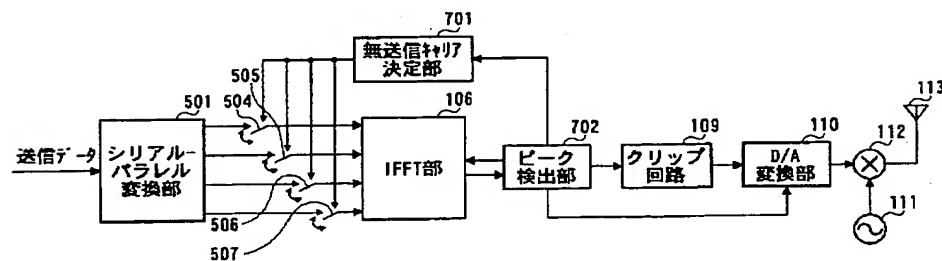 701
無送信ｷｬﾘｱ
決定部
505
504
501
106
113
送信ﾃﾞｰﾀ
シリアル－
パラレル
変換部
IFFT部
702
ピーク
検出部
109
クリップ
回路
110
D/A
変換部
112
506
507
111